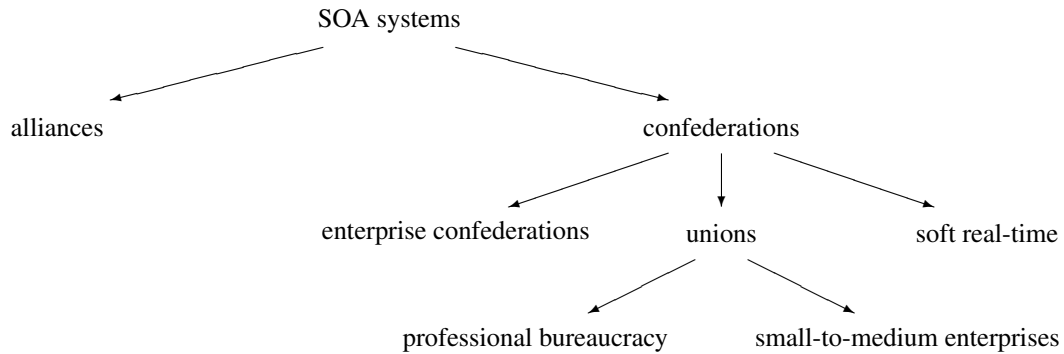 SOA systems
alliances
confederations
enterprise confederations
unions
soft real-time
professional bureaucracy
small-to-medium enterprises